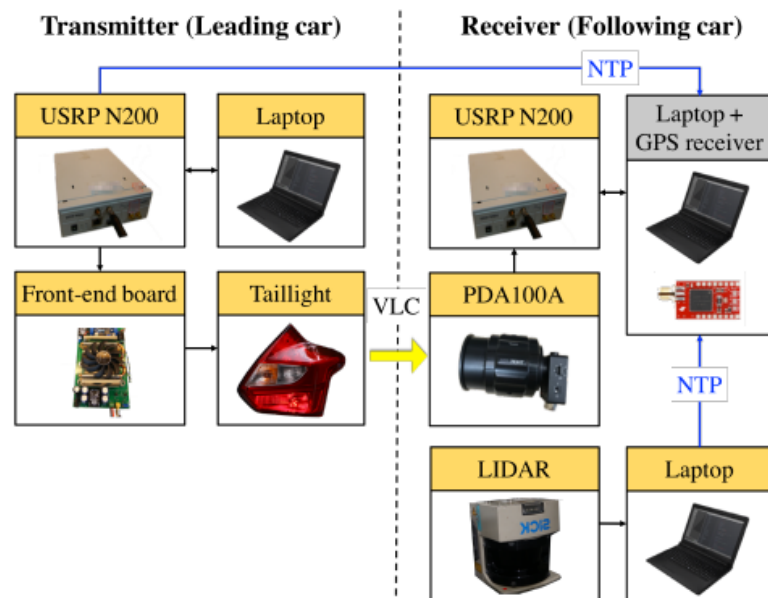 Transmitter (Leading car)
Receiver (Following car)
NTP
USRP N200
Laptop
USRP N200
Laptop +
GPS receiver
Front-end board
Taillight
VLC
PDA100A
NTP
LIDAR
Laptop
SICK